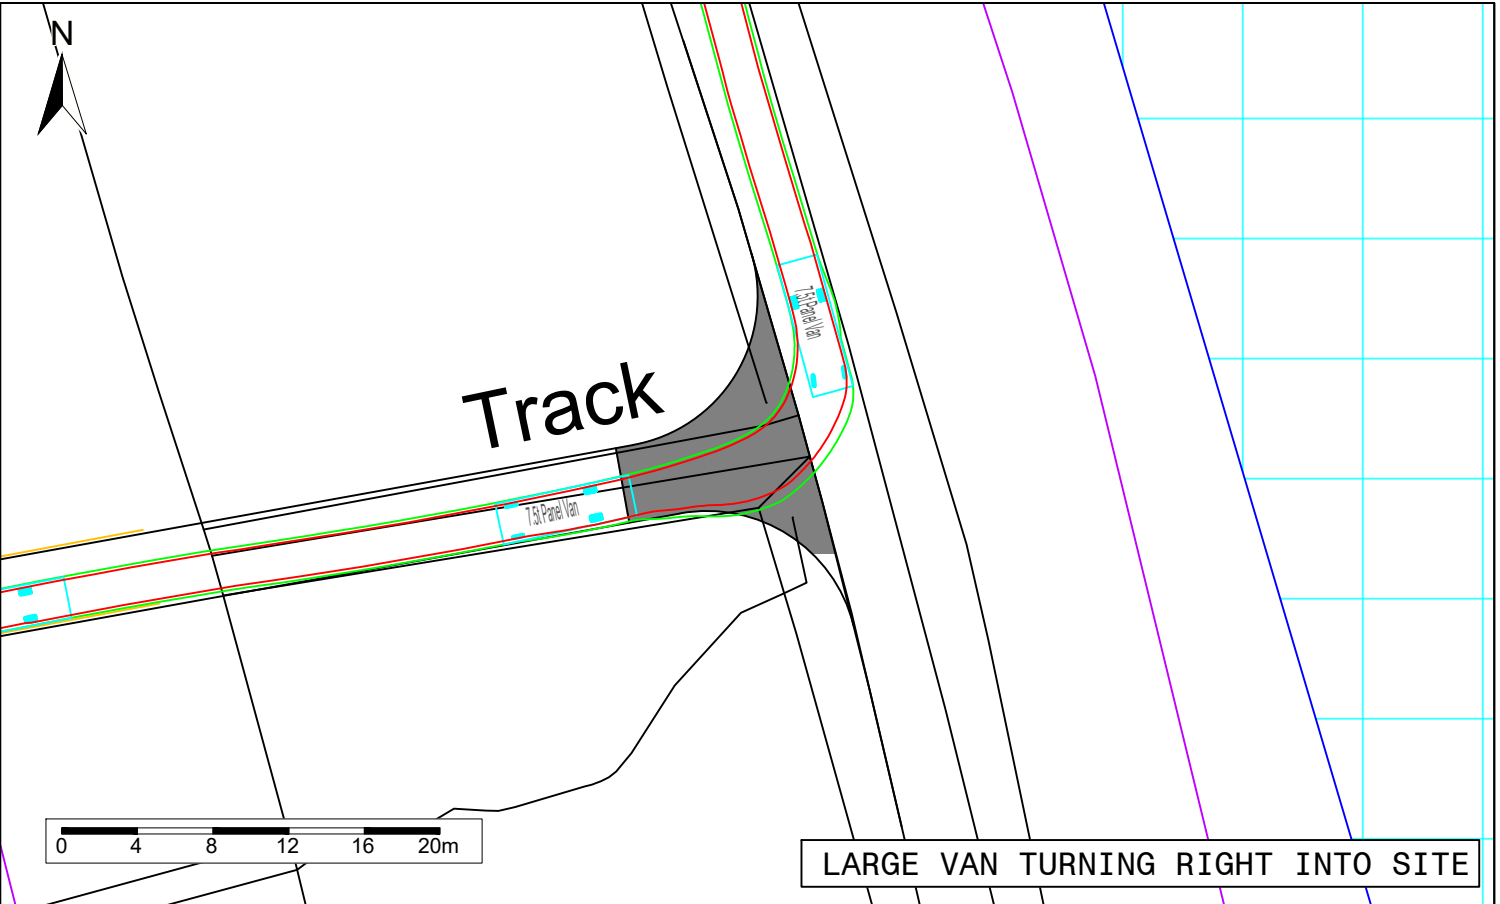 N
7.5t Panel Van
Track
7.5t Panel Van
0 4 8 12 16 20m
LARGE VAN TURNING RIGHT INTO SITE